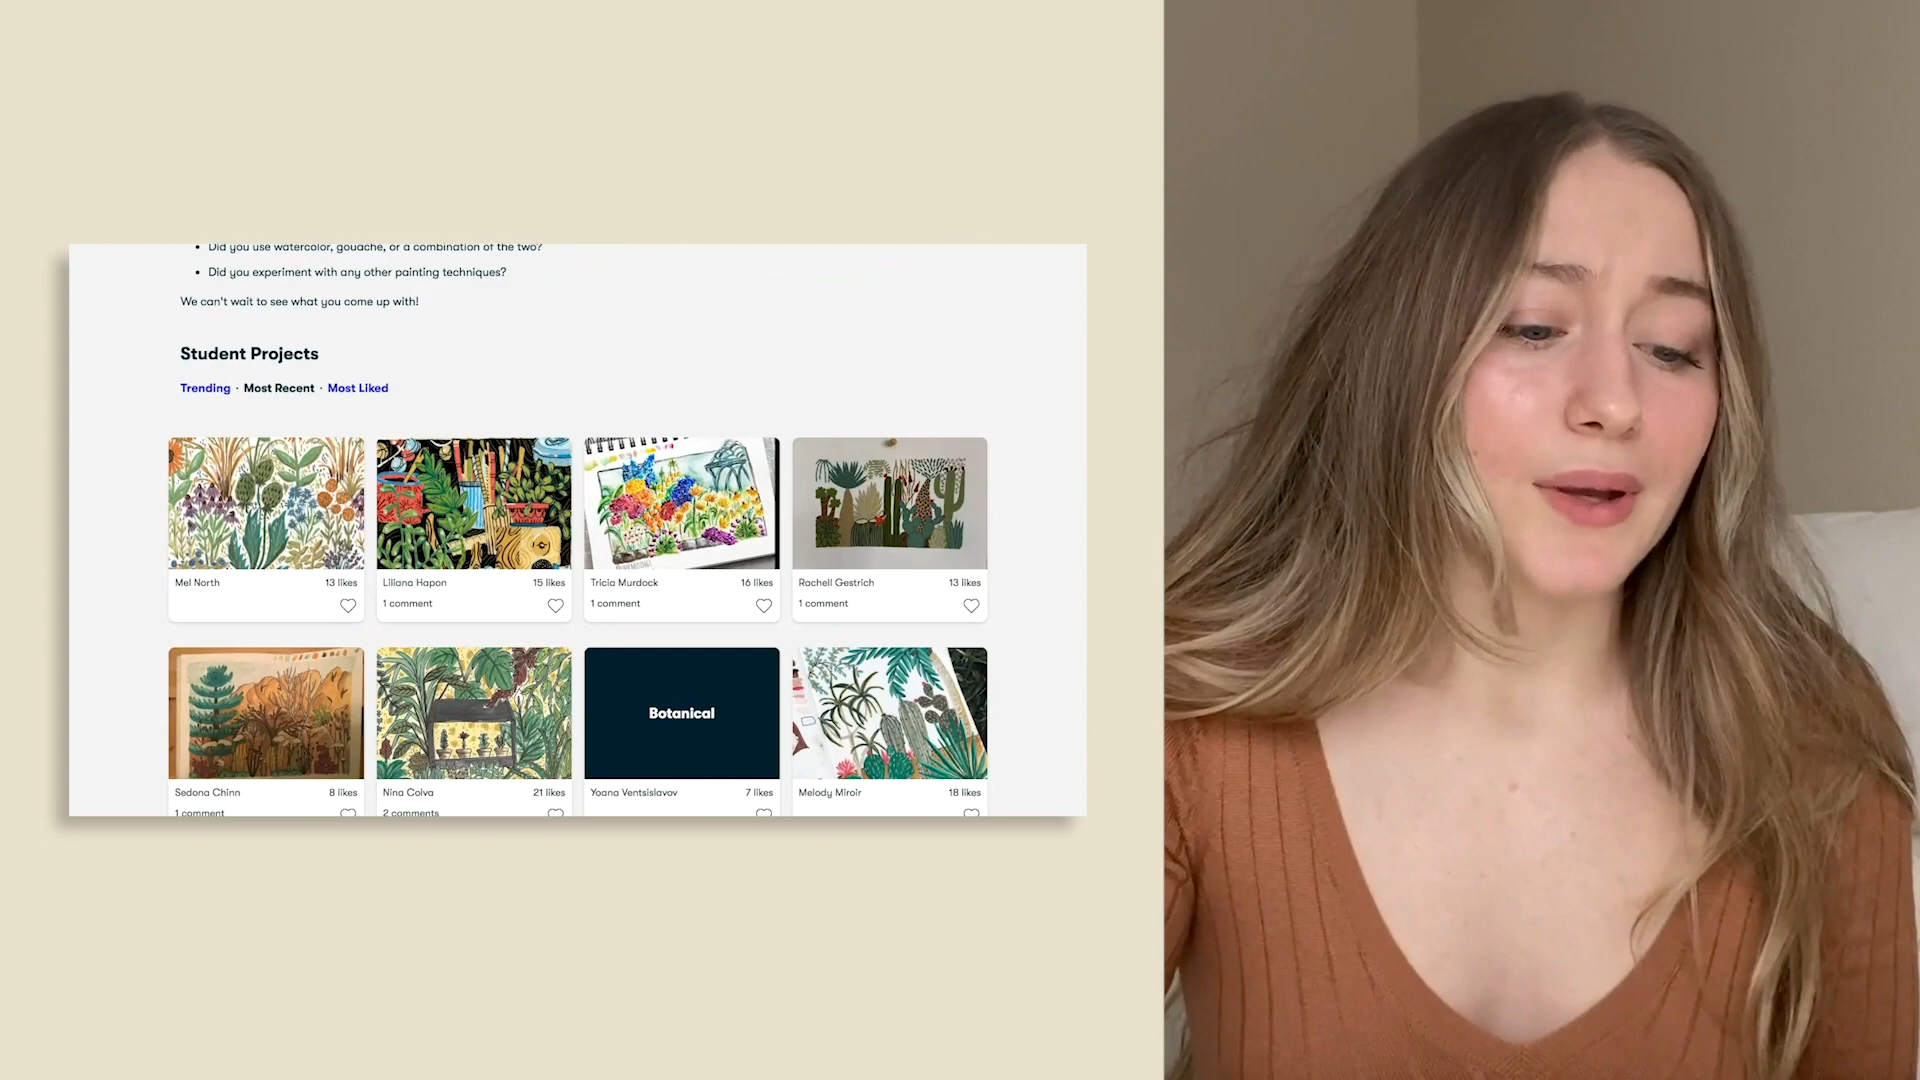 Did you use watercolor, gouache, or a combination of the two?
Did you experiment with any other painting techniques?
We can't wait to see what you come up with!
Student Projects
Trending · Most Recent · Most Liked
Mel North 13 likes
Liliana Hapon 15 likes
1 comment
Tricia Murdock 16 likes
1 comment
Rachell Gestrich 13 likes
1 comment
Botanical
Sedona Chinn 8 likes
1 comment
Nina Colva 21 likes
2 comments
Yoana Ventsislavov 7 likes
Melody Miroir 18 likes